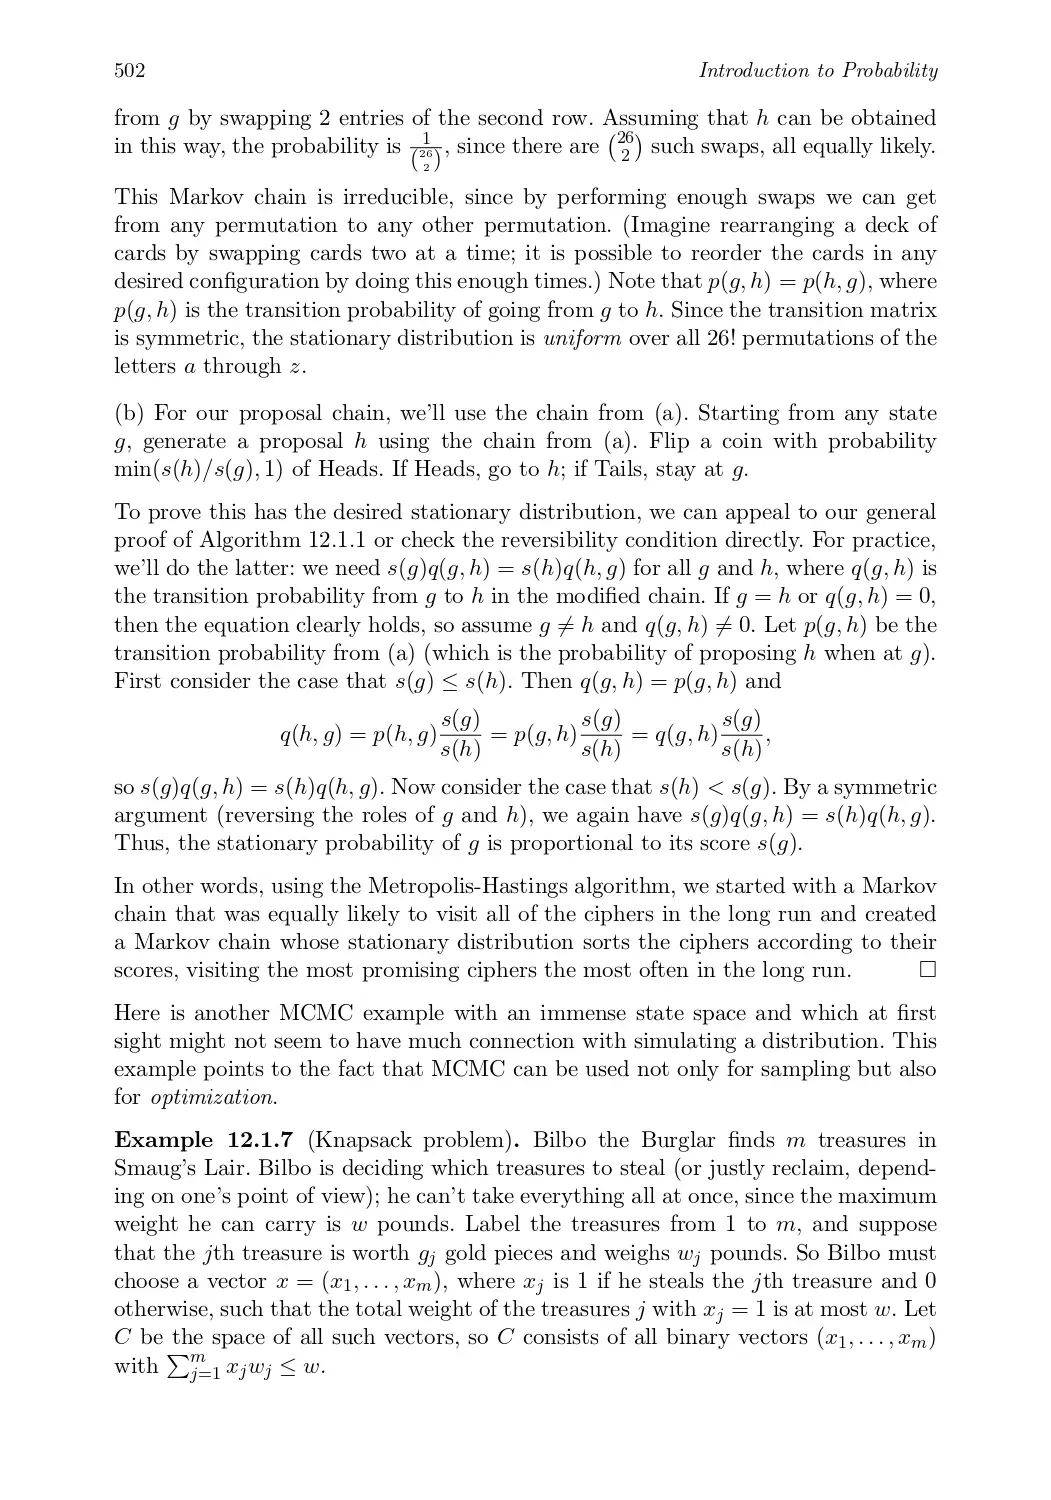 502 Introduction to Probability
from g by swapping 2 entries of the second row. Assuming that h can be obtained
in this way, the probability is \frac{1}{\binom{26}{2}}, since there are \binom{26}{2} such swaps, all equally likely.
This Markov chain is irreducible, since by performing enough swaps we can get
from any permutation to any other permutation. (Imagine rearranging a deck of
cards by swapping cards two at a time; it is possible to reorder the cards in any
desired configuration by doing this enough times.) Note that p(g, h) = p(h, g), where
p(g, h) is the transition probability of going from g to h. Since the transition matrix
is symmetric, the stationary distribution is uniform over all 26! permutations of the
letters a through z.
(b) For our proposal chain, we'll use the chain from (a). Starting from any state
g, generate a proposal h using the chain from (a). Flip a coin with probability
min(s(h)/s(g), 1) of Heads. If Heads, go to h; if Tails, stay at g.
To prove this has the desired stationary distribution, we can appeal to our general
proof of Algorithm 12.1.1 or check the reversibility condition directly. For practice,
we'll do the latter: we need s(g)q(g, h) = s(h)q(h, g) for all g and h, where q(g, h) is
the transition probability from g to h in the modified chain. If g = h or q(g, h) = 0,
then the equation clearly holds, so assume g ≠ h and q(g, h) ≠ 0. Let p(g, h) be the
transition probability from (a) (which is the probability of proposing h when at g).
First consider the case that s(g) ≤ s(h). Then q(g, h) = p(g, h) and
q(h, g) = p(h, g)\frac{s(g)}{s(h)} = p(g, h)\frac{s(g)}{s(h)} = q(g, h)\frac{s(g)}{s(h)},
so s(g)q(g, h) = s(h)q(h, g). Now consider the case that s(h) < s(g). By a symmetric
argument (reversing the roles of g and h), we again have s(g)q(g, h) = s(h)q(h, g).
Thus, the stationary probability of g is proportional to its score s(g).
In other words, using the Metropolis-Hastings algorithm, we started with a Markov
chain that was equally likely to visit all of the ciphers in the long run and created
a Markov chain whose stationary distribution sorts the ciphers according to their
scores, visiting the most promising ciphers the most often in the long run. □
Here is another MCMC example with an immense state space and which at first
sight might not seem to have much connection with simulating a distribution. This
example points to the fact that MCMC can be used not only for sampling but also
for optimization.
Example 12.1.7 (Knapsack problem). Bilbo the Burglar finds m treasures in
Smaug's Lair. Bilbo is deciding which treasures to steal (or justly reclaim, depend-
ing on one's point of view); he can't take everything all at once, since the maximum
weight he can carry is w pounds. Label the treasures from 1 to m, and suppose
that the jth treasure is worth g_j gold pieces and weighs w_j pounds. So Bilbo must
choose a vector x = (x_1, . . . , x_m), where x_j is 1 if he steals the jth treasure and 0
otherwise, such that the total weight of the treasures j with x_j = 1 is at most w. Let
C be the space of all such vectors, so C consists of all binary vectors (x_1, . . . , x_m)
with \sum_{j=1}^{m} x_j w_j ≤ w.